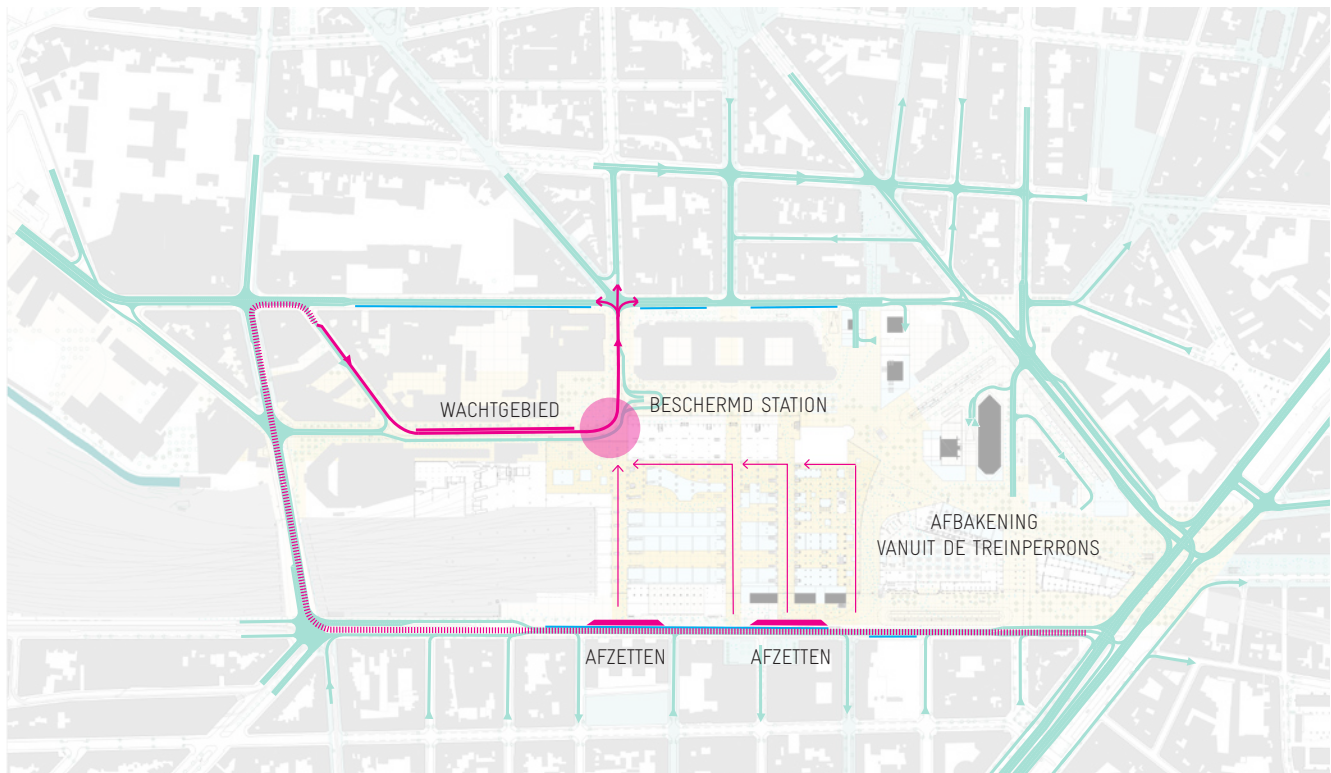 WACHTGEBIED
BESCHERMD STATION
AFBAKENING
VANUIT DE TREINPERRONS
AFZETTEN
AFZETTEN